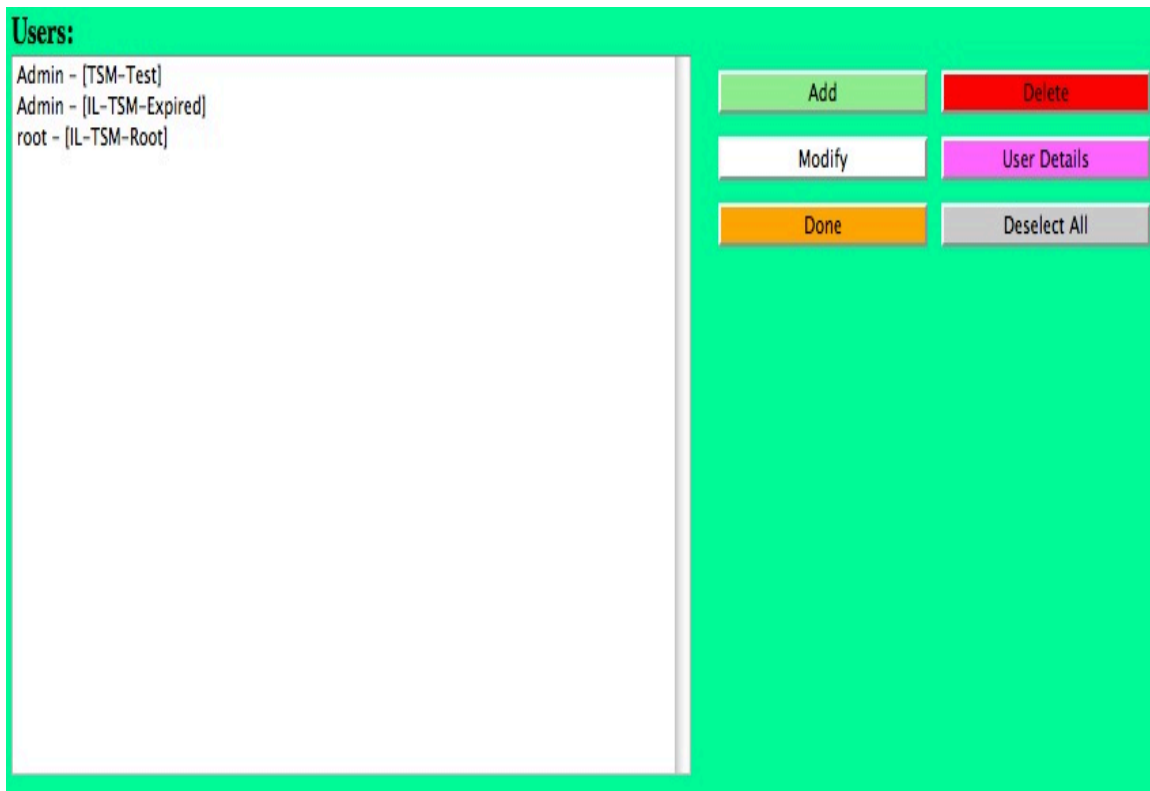 Users:
Admin – [TSM–Test]
Admin – [IL–TSM–Expired]
root – [IL–TSM–Root]
Add
Delete
Modify
User Details
Done
Deselect All